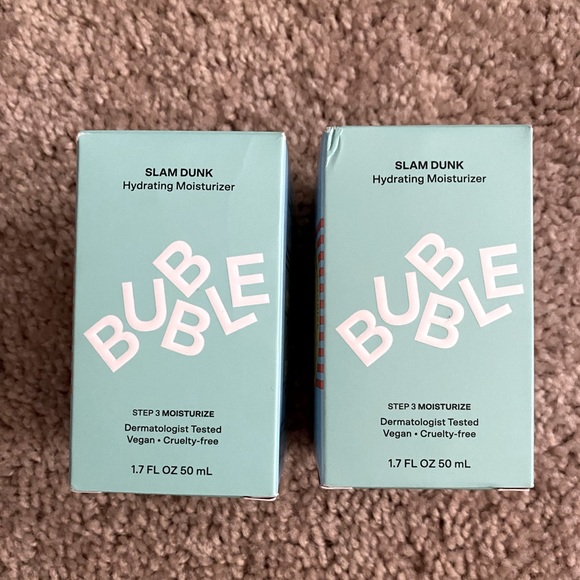 SLAM DUNK
Hydrating Moisturizer
BUBBLE
STEP 3 MOISTURIZE
Dermatologist Tested
Vegan • Cruelty-free
1.7 FL OZ 50 mL
SLAM DUNK
Hydrating Moisturizer
BUBBLE
STEP 3 MOISTURIZE
Dermatologist Tested
Vegan • Cruelty-free
1.7 FL OZ 50 mL